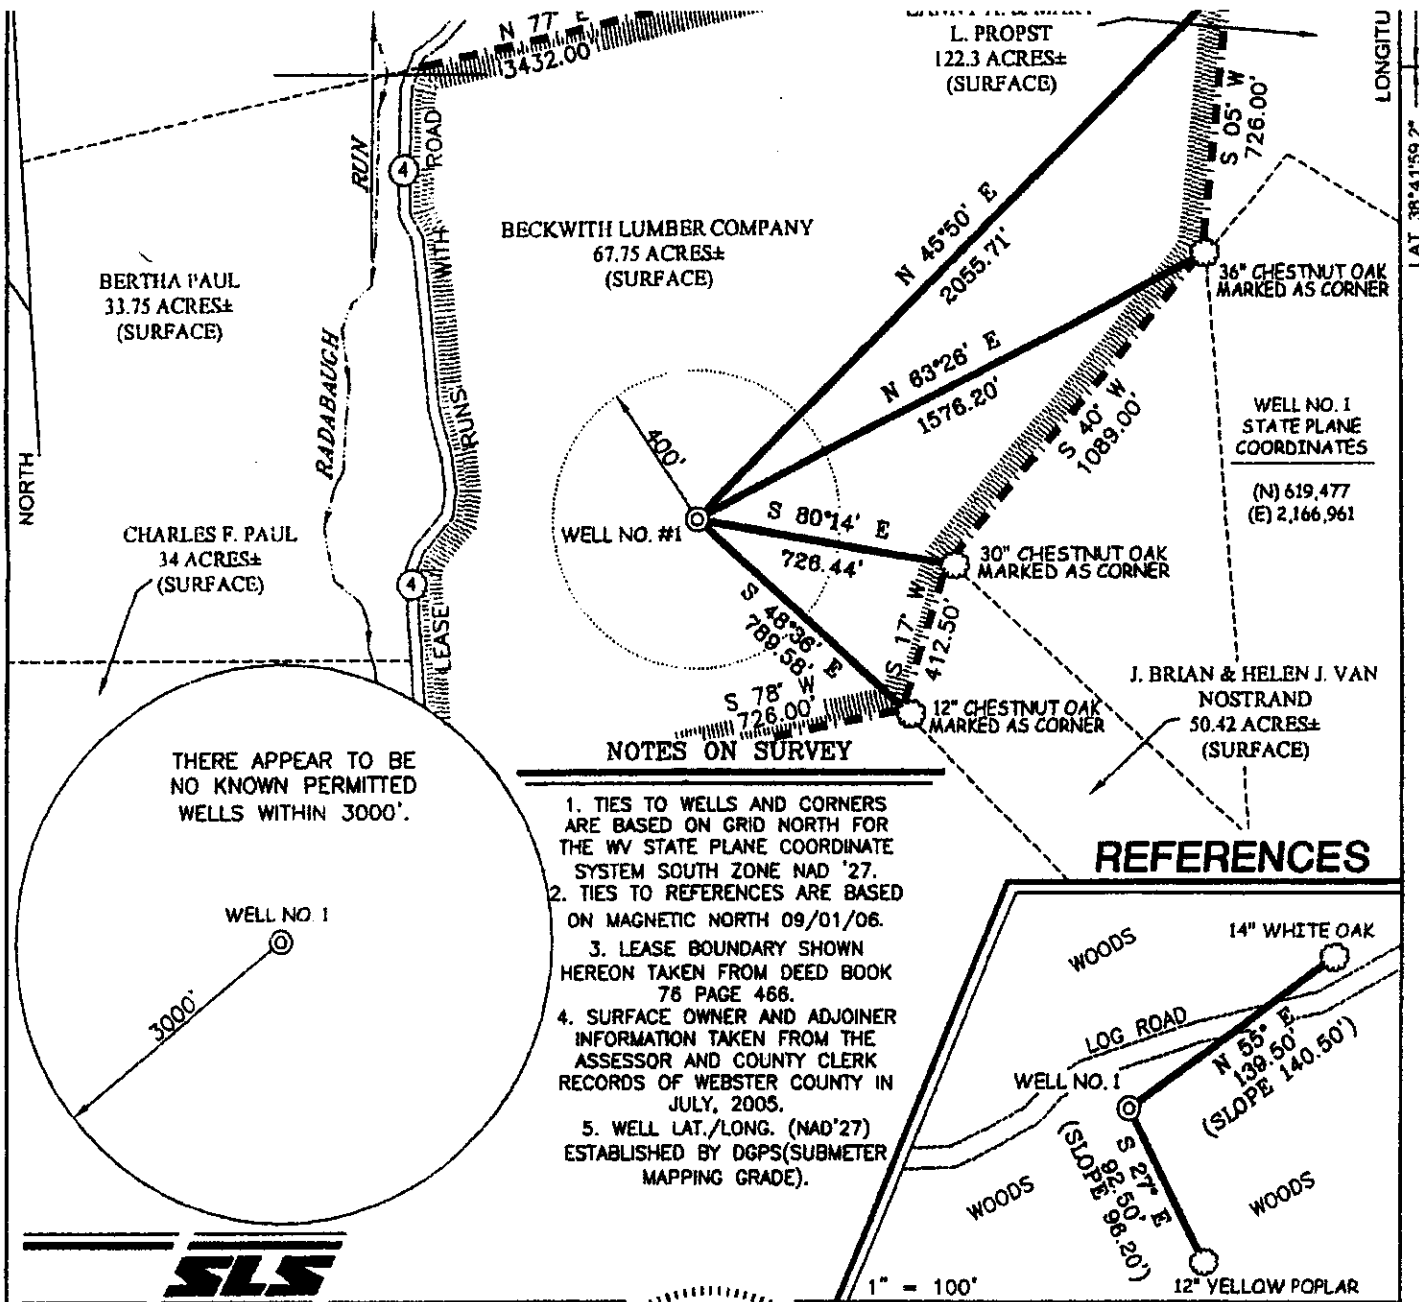 N 77° E
3432.00
L. PROPST
122.3 ACRES±
(SURFACE)
LONGITU
LAT 38°41'59.2"
S 05° W
726.00'
RUN
ROAD
4
BECKWITH LUMBER COMPANY
67.75 ACRES±
(SURFACE)
N 45°50' E
2055.71'
36" CHESTNUT OAK
MARKED AS CORNER
BERTHA PAUL
33.75 ACRES±
(SURFACE)
WITH
RADABAUGH
N 63°26' E
1576.20'
S 40° W
1089.00'
WELL NO. 1
STATE PLANE
COORDINATES
(N) 619,477
(E) 2,166,961
NORTH
RUNS
400'
WELL NO. #1
S 80°14' E
726.44'
30" CHESTNUT OAK
MARKED AS CORNER
CHARLES F. PAUL
34 ACRES±
(SURFACE)
4
LEASE
S 48°36' E
789.58'
S 17° W
412.50'
S 78° W
726.00'
12" CHESTNUT OAK
MARKED AS CORNER
J. BRIAN & HELEN J. VAN
NOSTRAND
50.42 ACRES±
(SURFACE)
THERE APPEAR TO BE
NO KNOWN PERMITTED
WELLS WITHIN 3000'.
WELL NO. 1
3000'
NOTES ON SURVEY
1. TIES TO WELLS AND CORNERS
ARE BASED ON GRID NORTH FOR
THE WV STATE PLANE COORDINATE
SYSTEM SOUTH ZONE NAD '27.
2. TIES TO REFERENCES ARE BASED
ON MAGNETIC NORTH 09/01/06.
3. LEASE BOUNDARY SHOWN
HEREON TAKEN FROM DEED BOOK
76 PAGE 466.
4. SURFACE OWNER AND ADJOINER
INFORMATION TAKEN FROM THE
ASSESSOR AND COUNTY CLERK
RECORDS OF WEBSTER COUNTY IN
JULY, 2005.
5. WELL LAT./LONG. (NAD'27)
ESTABLISHED BY DGPS(SUBMETER
MAPPING GRADE).
REFERENCES
WOODS
14" WHITE OAK
LOG ROAD
N 55° E
139.50'
(SLOPE 140.50')
WELL NO. 1
S 27° E
92.50'
(SLOPE 96.20')
WOODS
WOODS
12" YELLOW POPLAR
1" = 100'
SLS